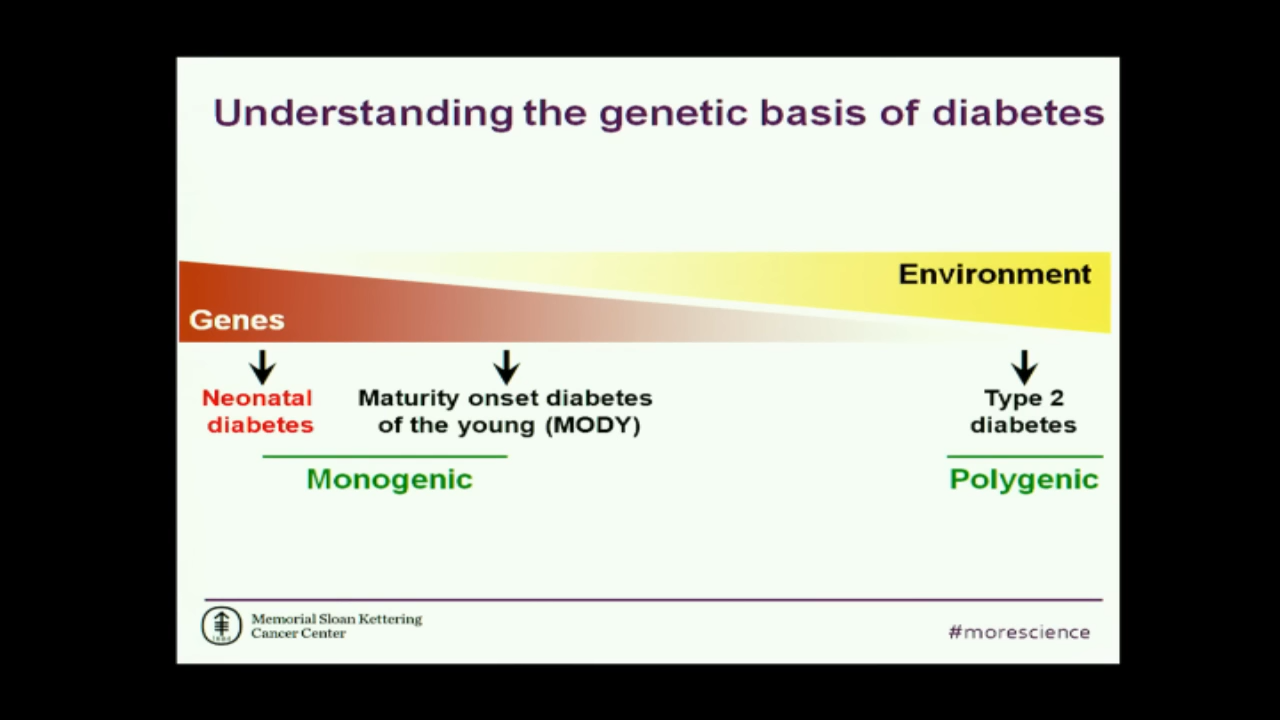 Understanding the genetic basis of diabetes
Environment
Genes
Neonatal
diabetes
Maturity onset diabetes
of the young (MODY)
Type 2
diabetes
Monogenic
Polygenic
Memorial Sloan Kettering
Cancer Center
#morescience